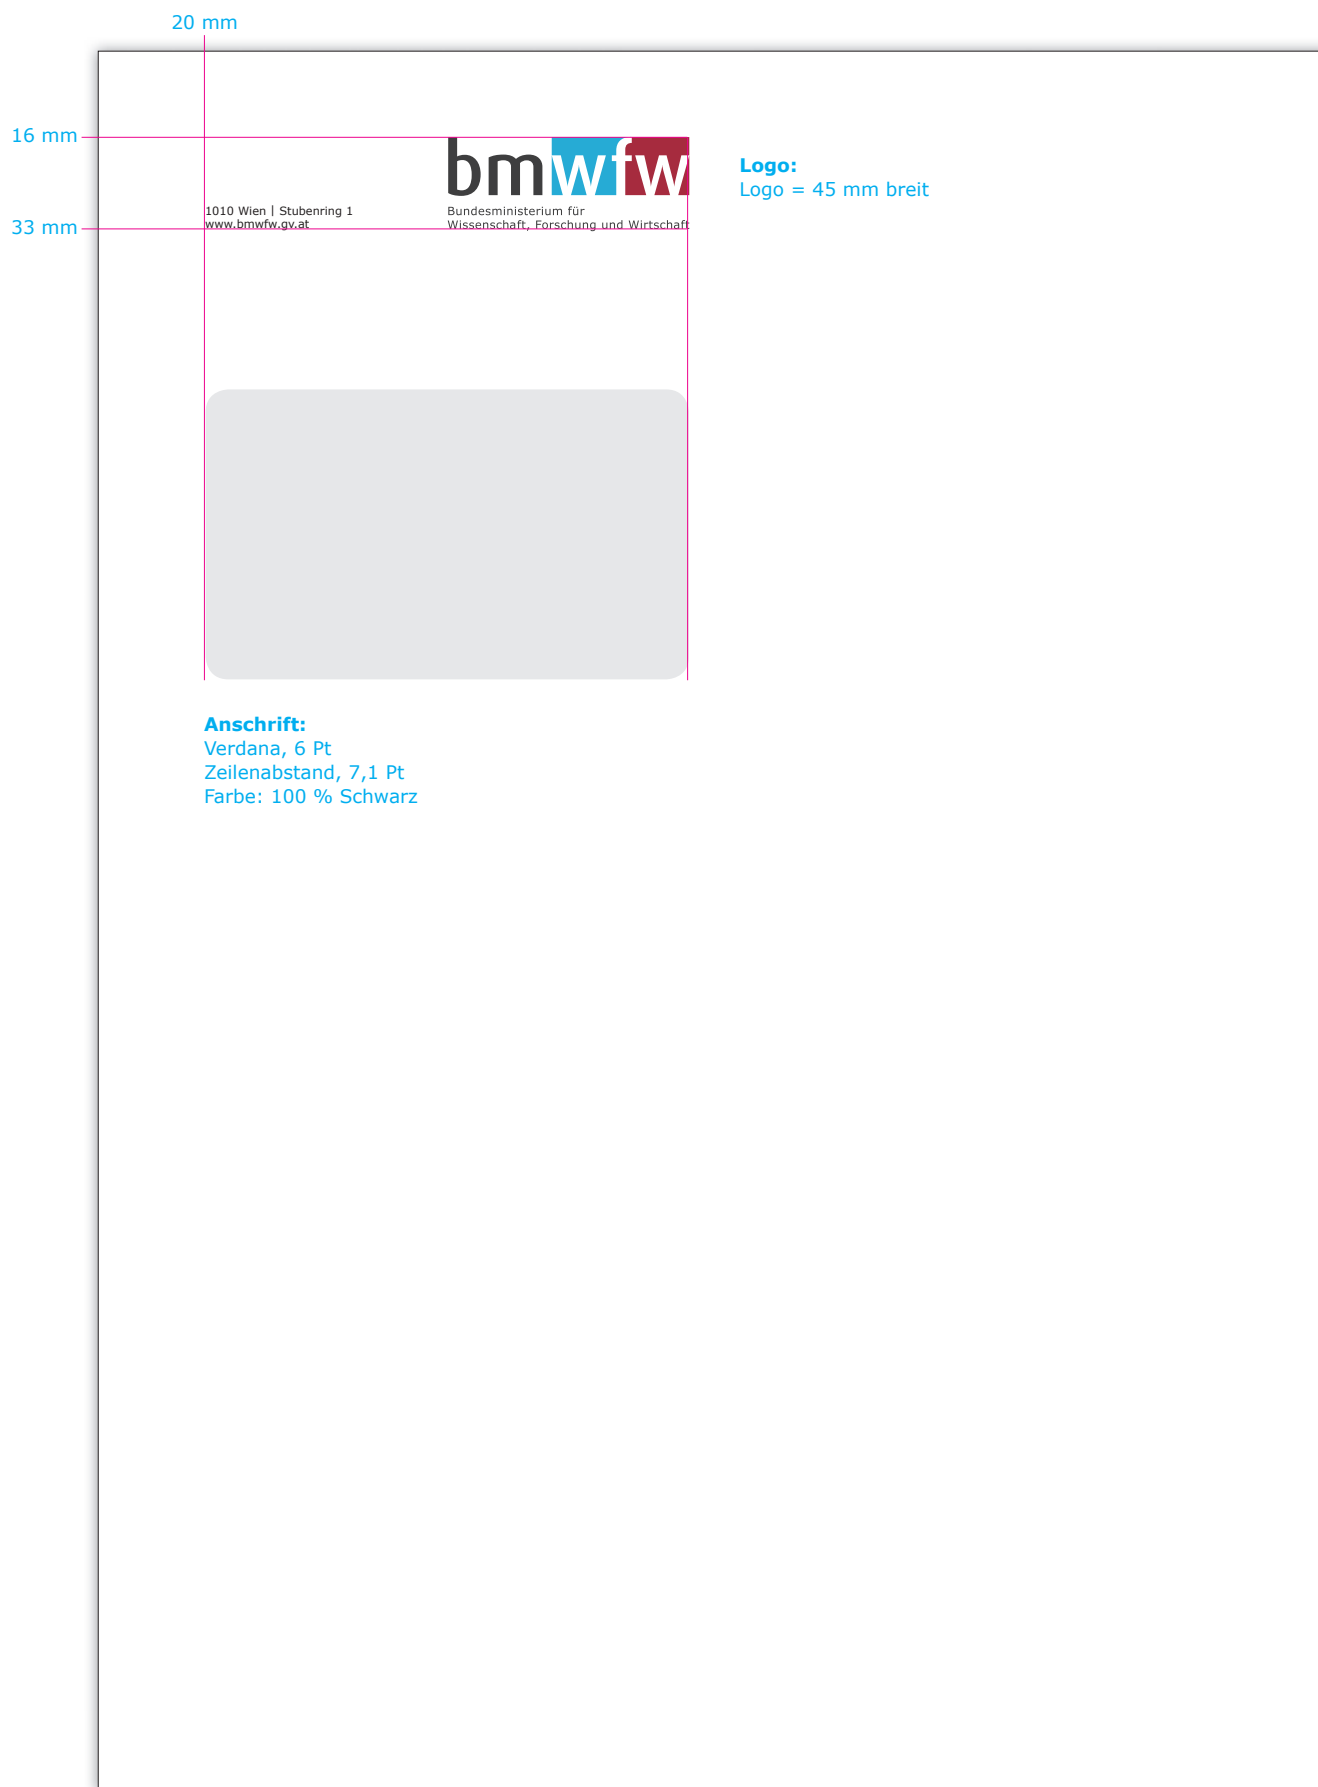 20 mm
16 mm
bmwfw
Logo:
Logo = 45 mm breit
1010 Wien | Stubenring 1
www.bmwfw.gv.at
Bundesministerium für
Wissenschaft, Forschung und Wirtschaft
33 mm
Anschrift:
Verdana, 6 Pt
Zeilenabstand, 7,1 Pt
Farbe: 100 % Schwarz